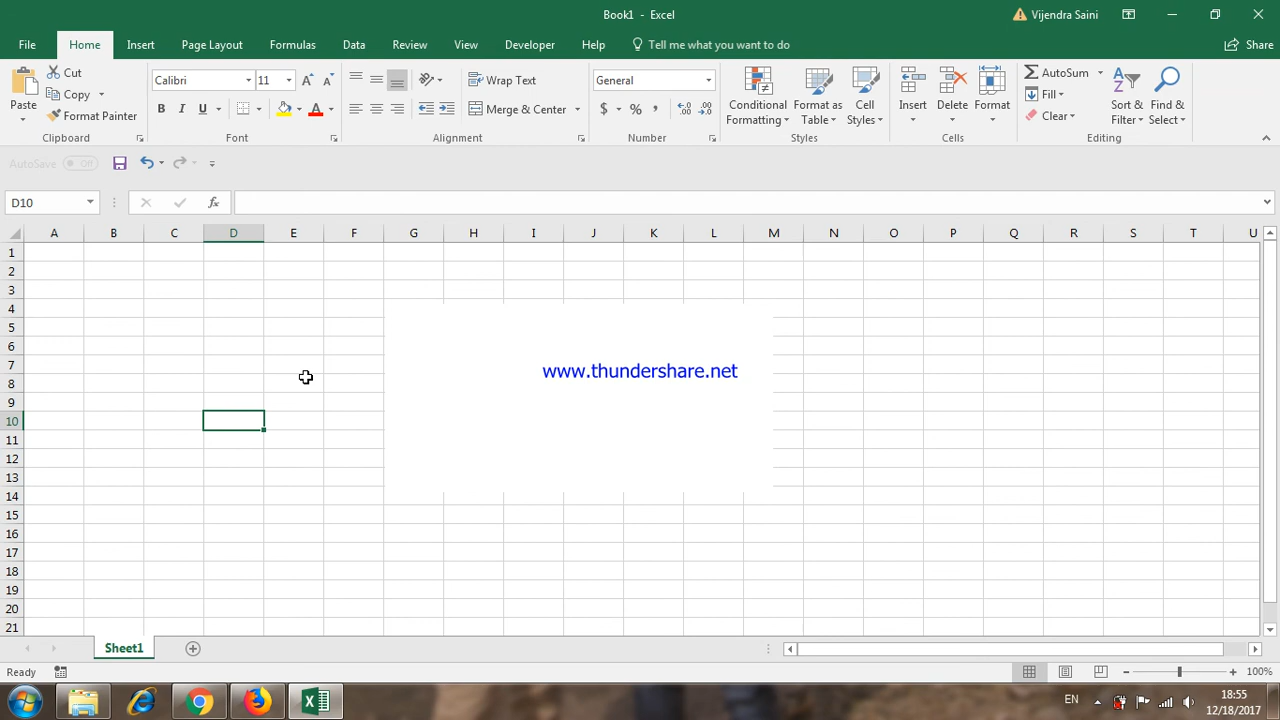 Book1 - Excel
Vijendra Saini
File Home Insert Page Layout Formulas Data Review View Developer Help Tell me what you want to do Share
Paste
Cut
Copy
Format Painter
Clipboard
Calibri 11
B I U
Font
Wrap Text
Merge & Center
Alignment
General
$ % ,
Number
Conditional Formatting
Format as Table
Cell Styles
Styles
Insert Delete Format
Cells
AutoSum
Fill
Clear
Sort & Filter
Find & Select
Editing
AutoSave Off
D10 fx
A B C D E F G H I J K L M N O P Q R S T U
1
2
3
4
5
6
7
8
9
10
11
12
13
14
15
16
17
18
19
20
21
www.thundershare.net
Sheet1
Ready 100%
EN 18:55
12/18/2017